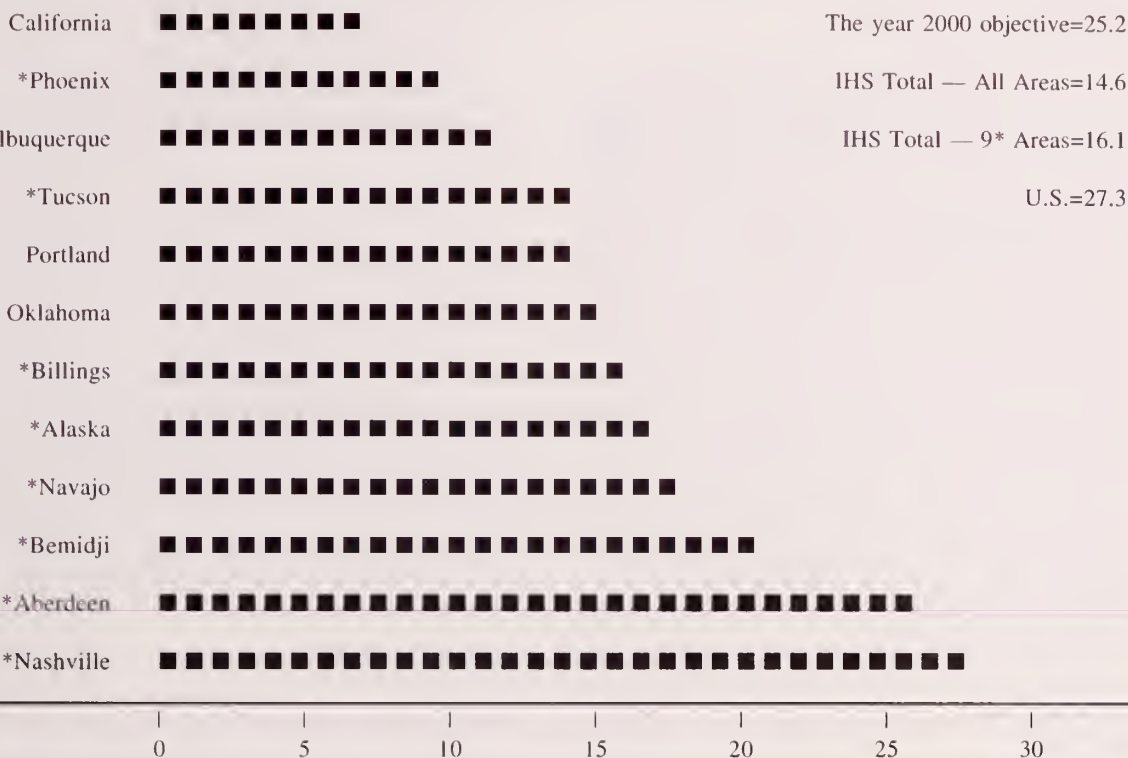 California The year 2000 objective=25.2
*Phoenix IHS Total — All Areas=14.6
lbuquerque IHS Total — 9* Areas=16.1
*Tucson U.S.=27.3
Portland
Oklahoma
*Billings
*Alaska
*Navajo
*Bemidji
*Aberdeen
*Nashville
0 5 10 15 20 25 30